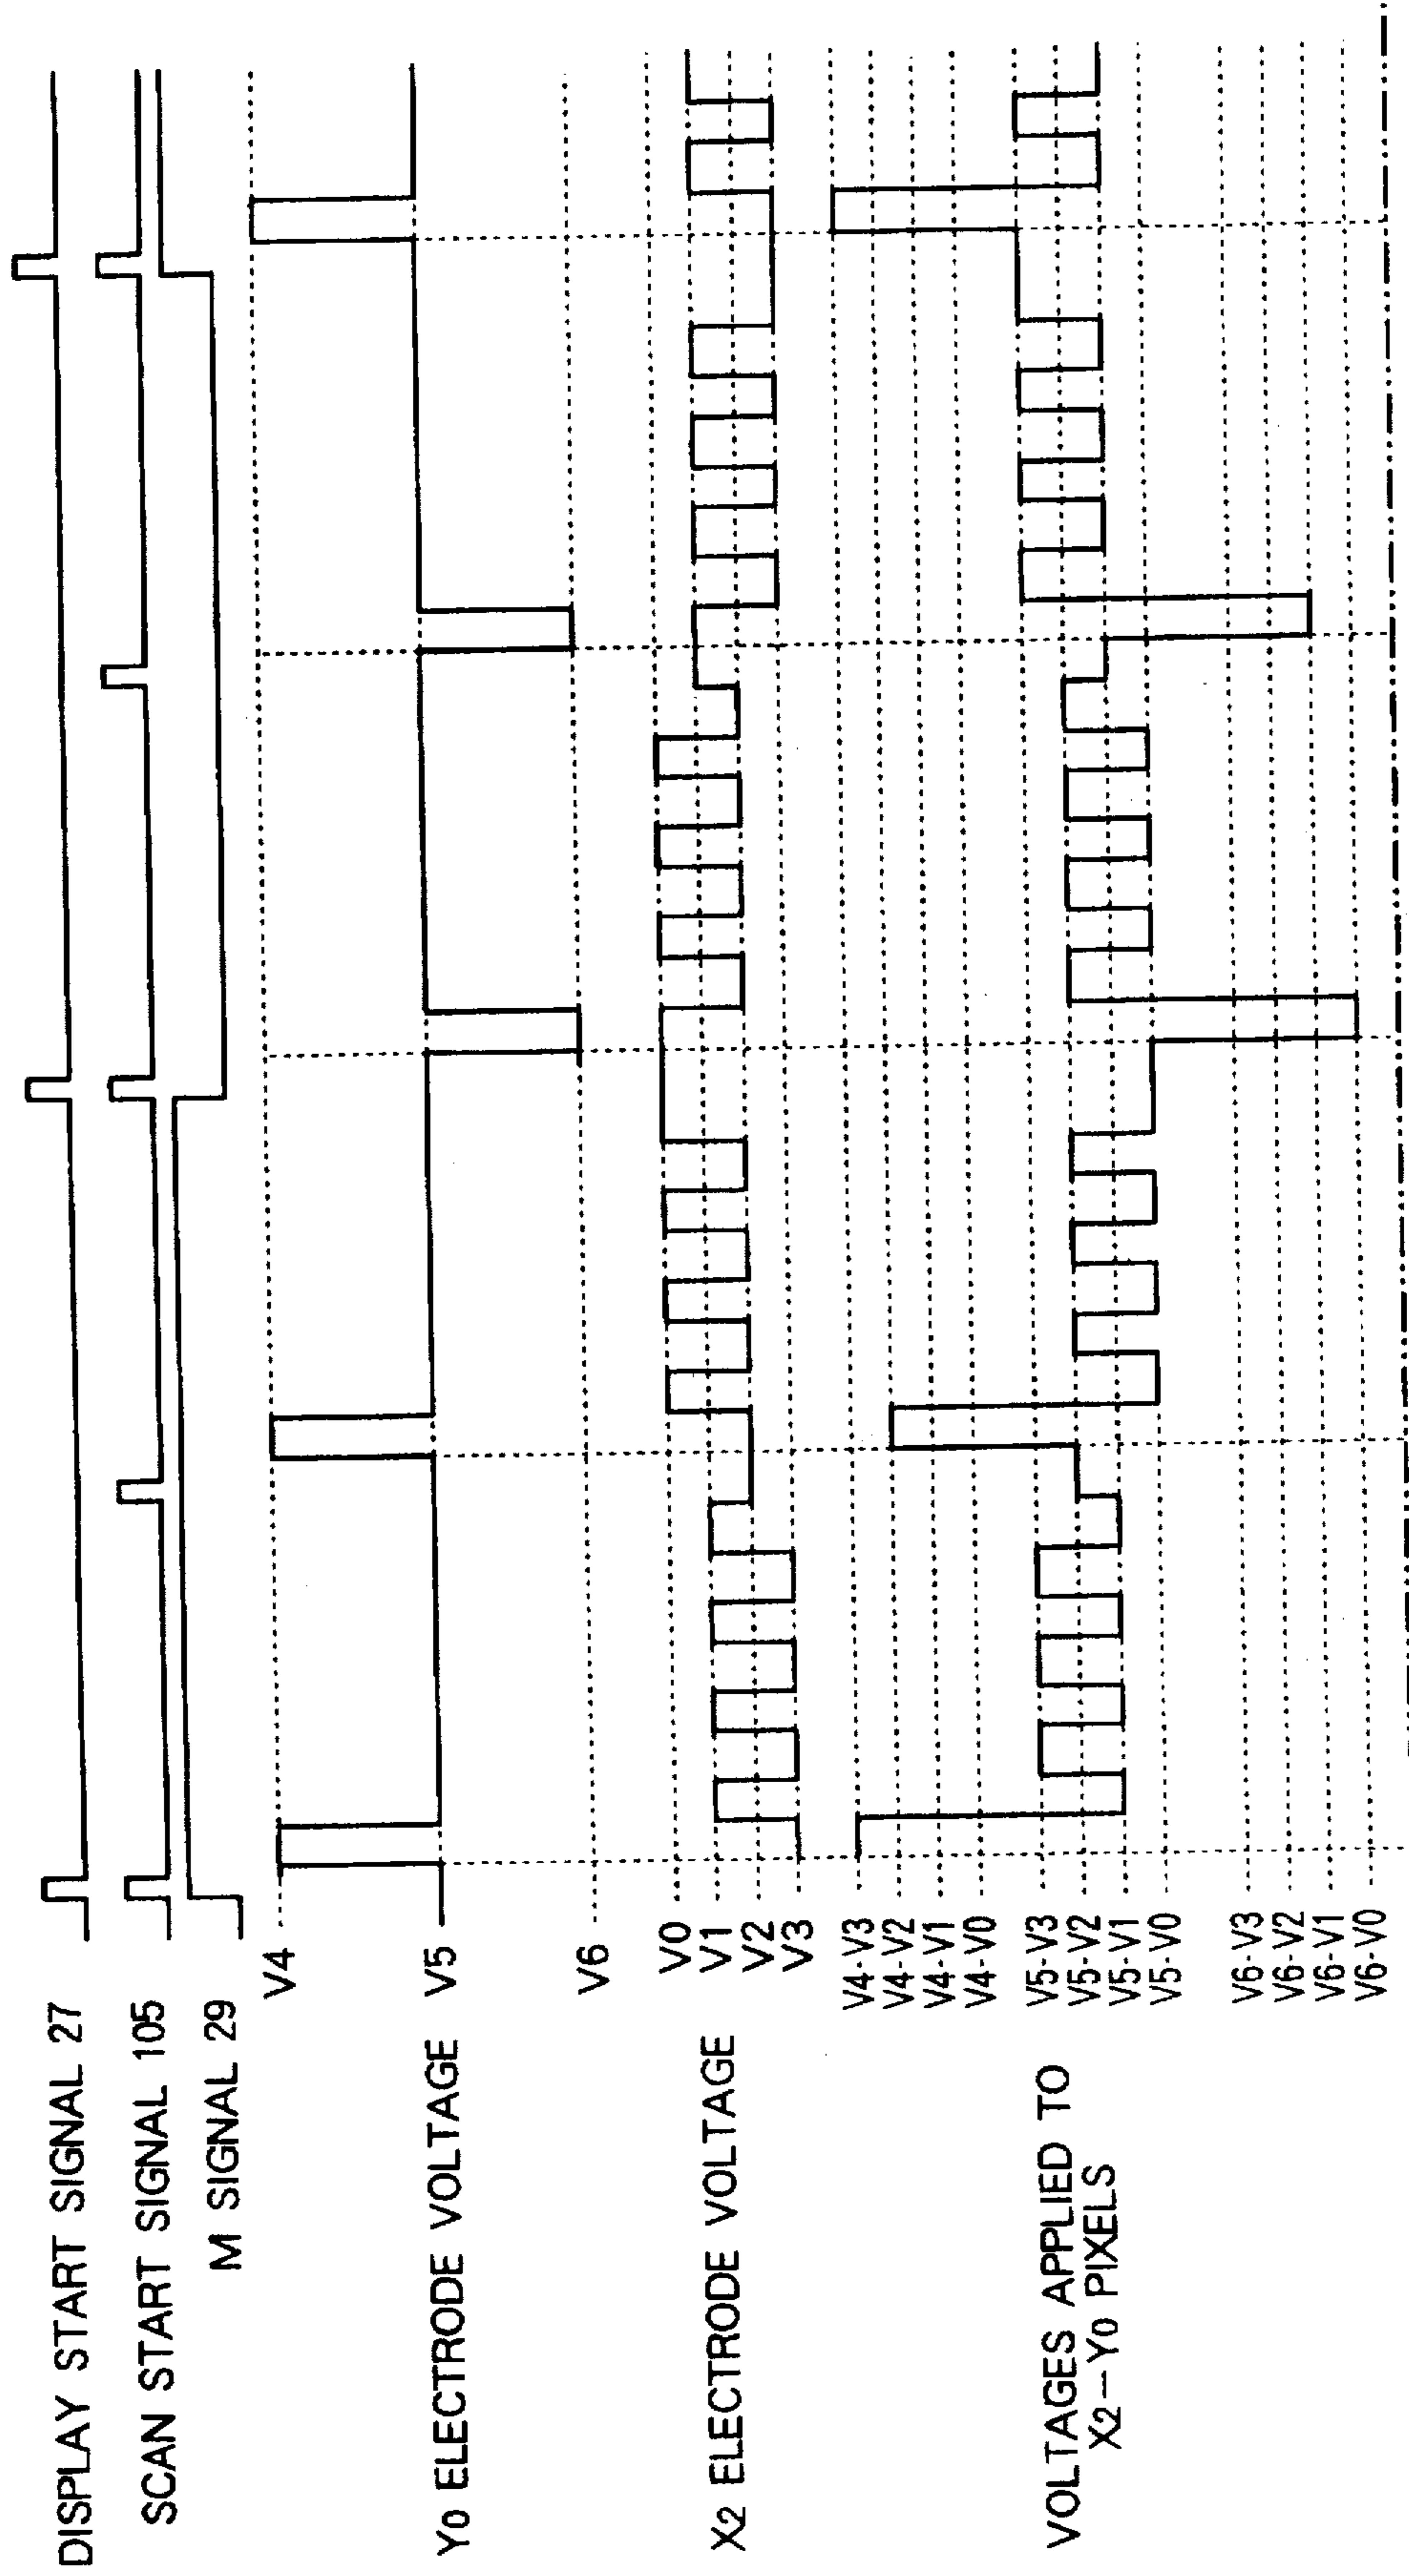 DISPLAY START SIGNAL 27
SCAN START SIGNAL 105
M SIGNAL 29
Y0 ELECTRODE VOLTAGE
V4
V5
V6
X2 ELECTRODE VOLTAGE
V0
V1
V2
V3
VOLTAGES APPLIED TO
X2—Y0 PIXELS
V4-V3
V4-V2
V4-V1
V4-V0
V5-V3
V5-V2
V5-V1
V5-V0
V6-V3
V6-V2
V6-V1
V6-V0